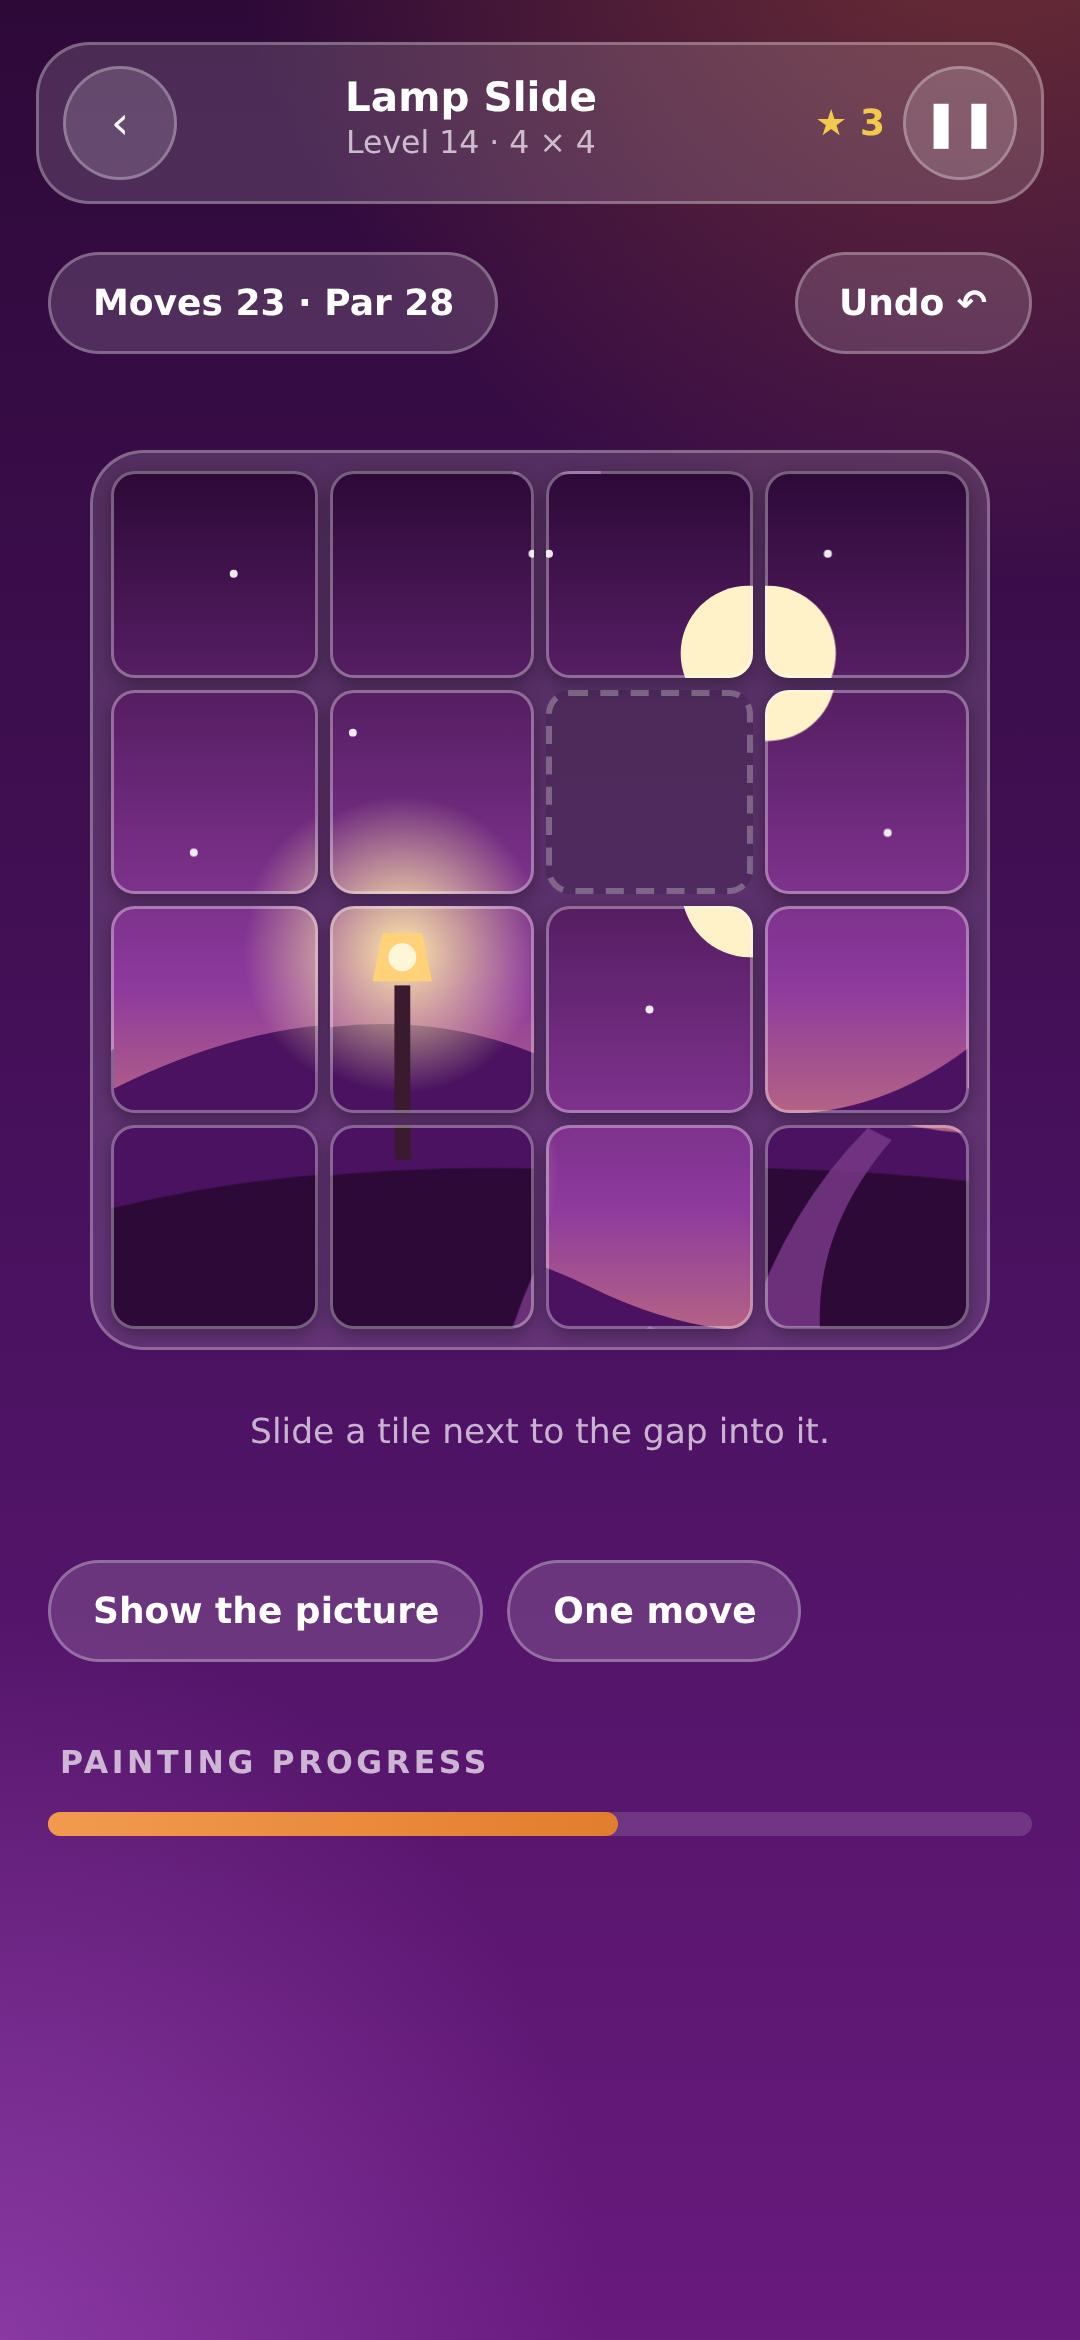 ‹
Lamp Slide
Level 14 · 4 × 4
★ 3
Moves 23 · Par 28
Undo ↶
Slide a tile next to the gap into it.
Show the picture
One move
PAINTING PROGRESS